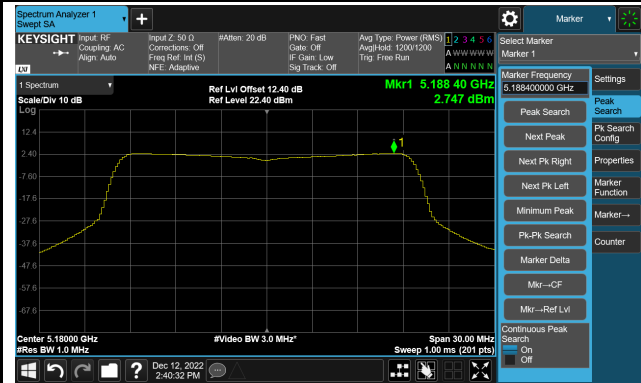 Spectrum Analyzer 1
Swept SA
Marker
KEYSIGHT
Input: RF
Coupling: AC
Align: Auto
Input Z: 50 Ω
Corrections: Off
Freq Ref: Int (S)
NFE: Adaptive
#Atten: 20 dB
PNO: Fast
Gate: Off
IF Gain: Low
Sig Track: Off
Avg Type: Power (RMS)
Avg|Hold: 1200/1200
Trig: Free Run
1 2 3 4 5 6
A W W W W W
A N N N N N
LXI
Select Marker
Marker 1
1 Spectrum
Scale/Div 10 dB
Ref Lvl Offset 12.40 dB
Ref Level 22.40 dBm
Mkr1 5.188 40 GHz
2.747 dBm
Log
12.4
2.40
-7.60
-17.6
-27.6
-37.6
-47.6
-57.6
-67.6
1
Center 5.18000 GHz
#Res BW 1.0 MHz
#Video BW 3.0 MHz*
Span 30.00 MHz
Sweep 1.00 ms (201 pts)
Marker Frequency
5.188400000 GHz
Peak Search
Next Peak
Next Pk Right
Next Pk Left
Minimum Peak
Pk-Pk Search
Marker Delta
Mkr→CF
Mkr→Ref Lvl
Continuous Peak
Search
On
Off
Settings
Peak
Search
Pk Search
Config
Properties
Marker
Function
Marker→
Counter
?
Dec 12, 2022
2:40:32 PM